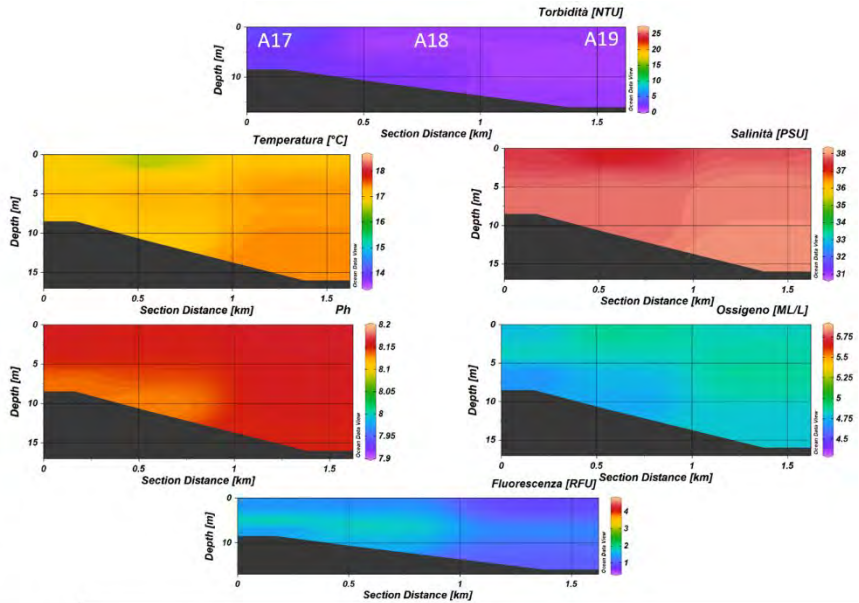 Torbidità [NTU]
A17 A18 A19
Depth [m]
10
0 0.5 1 1.5
Section Distance [km]
25
20
15
10
5
0
Ocean Data View
Temperatura [°C]
Depth [m]
0
5
10
15
0 0.5 1 1.5
Section Distance [km]
18
17
16
15
14
Ocean Data View
Salinità [PSU]
Depth [m]
0
5
10
15
0 0.5 1 1.5
Section Distance [km]
38
37
36
35
34
33
32
31
Ocean Data View
Ph
Depth [m]
0
5
10
15
0 0.5 1 1.5
Section Distance [km]
8.2
8.15
8.1
8.05
8
7.95
7.9
Ocean Data View
Ossigeno [ML/L]
Depth [m]
0
5
10
15
0 0.5 1 1.5
Section Distance [km]
5.75
5.5
5.25
5
4.75
4.5
Ocean Data View
Fluorescenza [RFU]
Depth [m]
10
0 0.5 1 1.5
Section Distance [km]
4
3
2
1
Ocean Data View